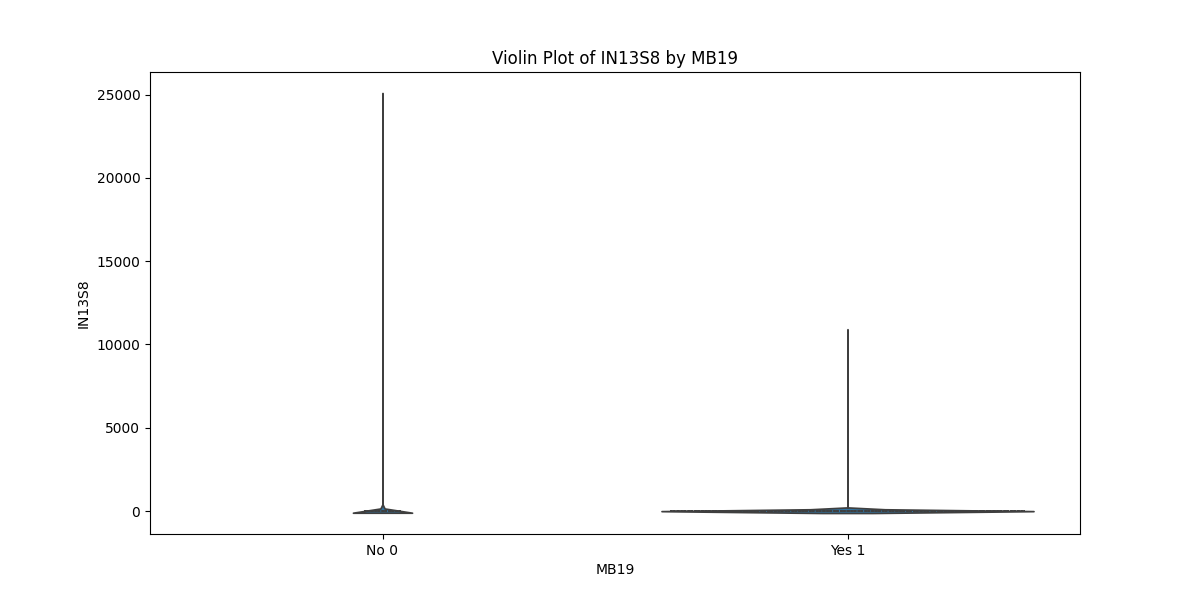 Violin Plot of IN13S8 by MB19
25000
20000
15000
10000
5000
0
IN13S8
No 0
Yes 1
MB19